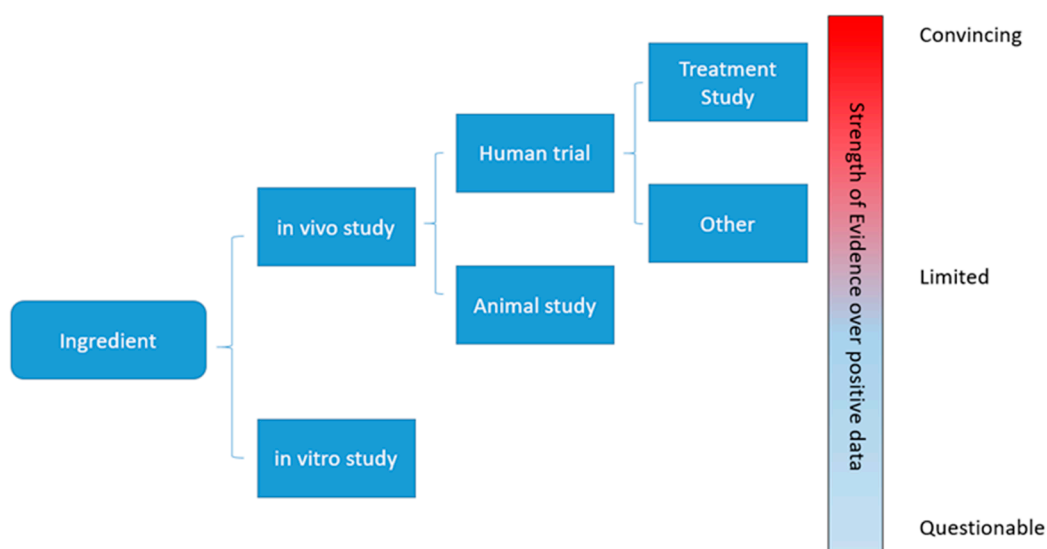 Ingredient
in vivo study
in vitro study
Human trial
Animal study
Treatment
Study
Other
Strength of Evidence over positive data
Convincing
Limited
Questionable